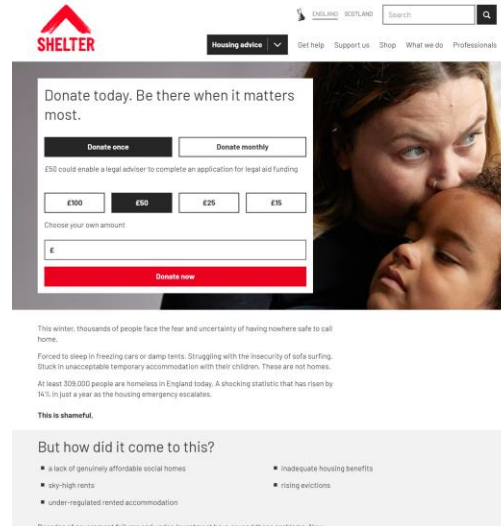 ENGLAND SCOTLAND Search
SHELTER
Housing advice Get help Support us Shop What we do Professionals
Donate today. Be there when it matters
most.
Donate once Donate monthly
£50 could enable a legal adviser to complete an application for legal aid funding
£100 £50 £25 £15
Choose your own amount
£
Donate now
This winter, thousands of people face the fear and uncertainty of having nowhere safe to call
home.
Forced to sleep in freezing cars or damp tents. Struggling with the insecurity of sofa surfing.
Stuck in unacceptable temporary accommodation with their children. These are not homes.
At least 309,000 people are homeless in England today. A shocking statistic that has risen by
14% in just a year as the housing emergency escalates.
This is shameful.
But how did it come to this?
a lack of genuinely affordable social homes
inadequate housing benefits
sky-high rents
rising evictions
under-regulated rented accommodation